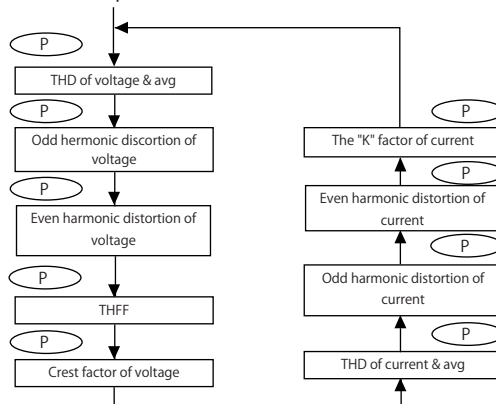 P
THD of voltage & avg
P
Odd hermonic discortion of
voltage
P
Even harmonic distortion of
voltage
P
THFF
P
Crest factor of voltage
P
The "K" factor of current
P
Even harmonic distortion of
current
P
Odd harmonic distortion of
current
P
THD of current & avg